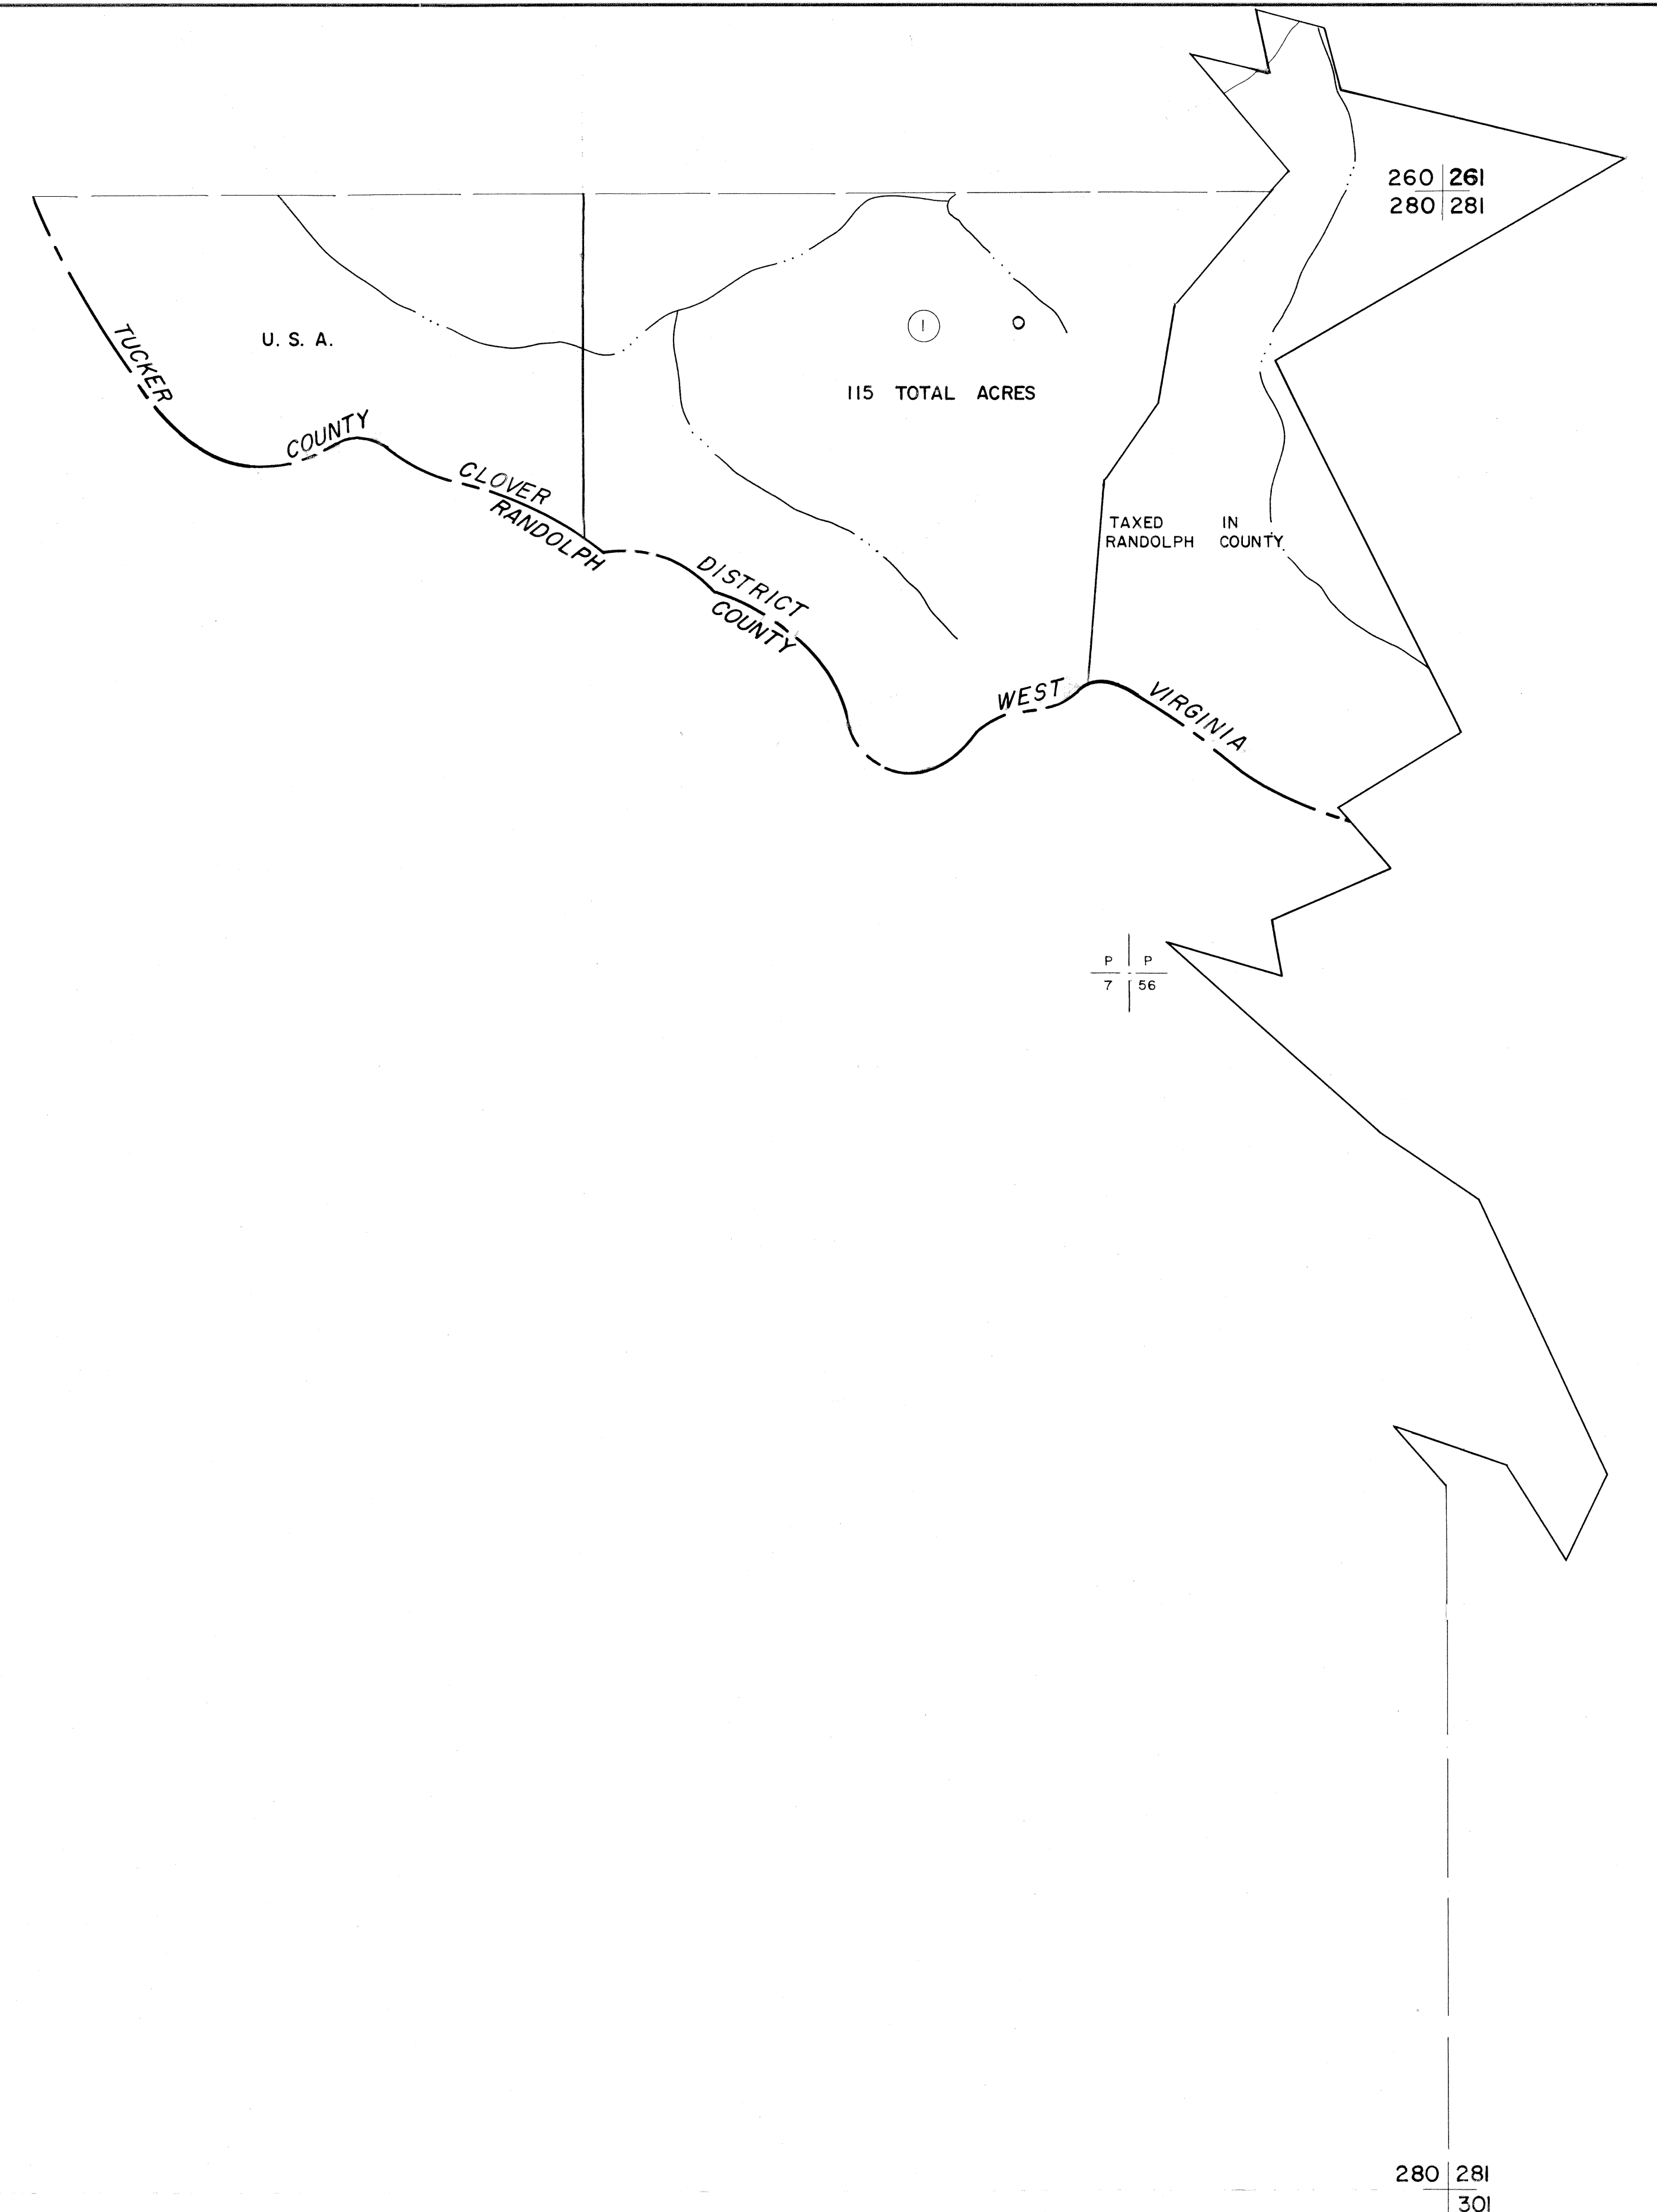 260 261
280 281
U. S. A.
1
115 TOTAL ACRES
TUCKER COUNTY CLOVER DISTRICT
RANDOLPH COUNTY
WEST VIRGINIA
TAXED IN
RANDOLPH COUNTY
P P
7 56
280 281
301